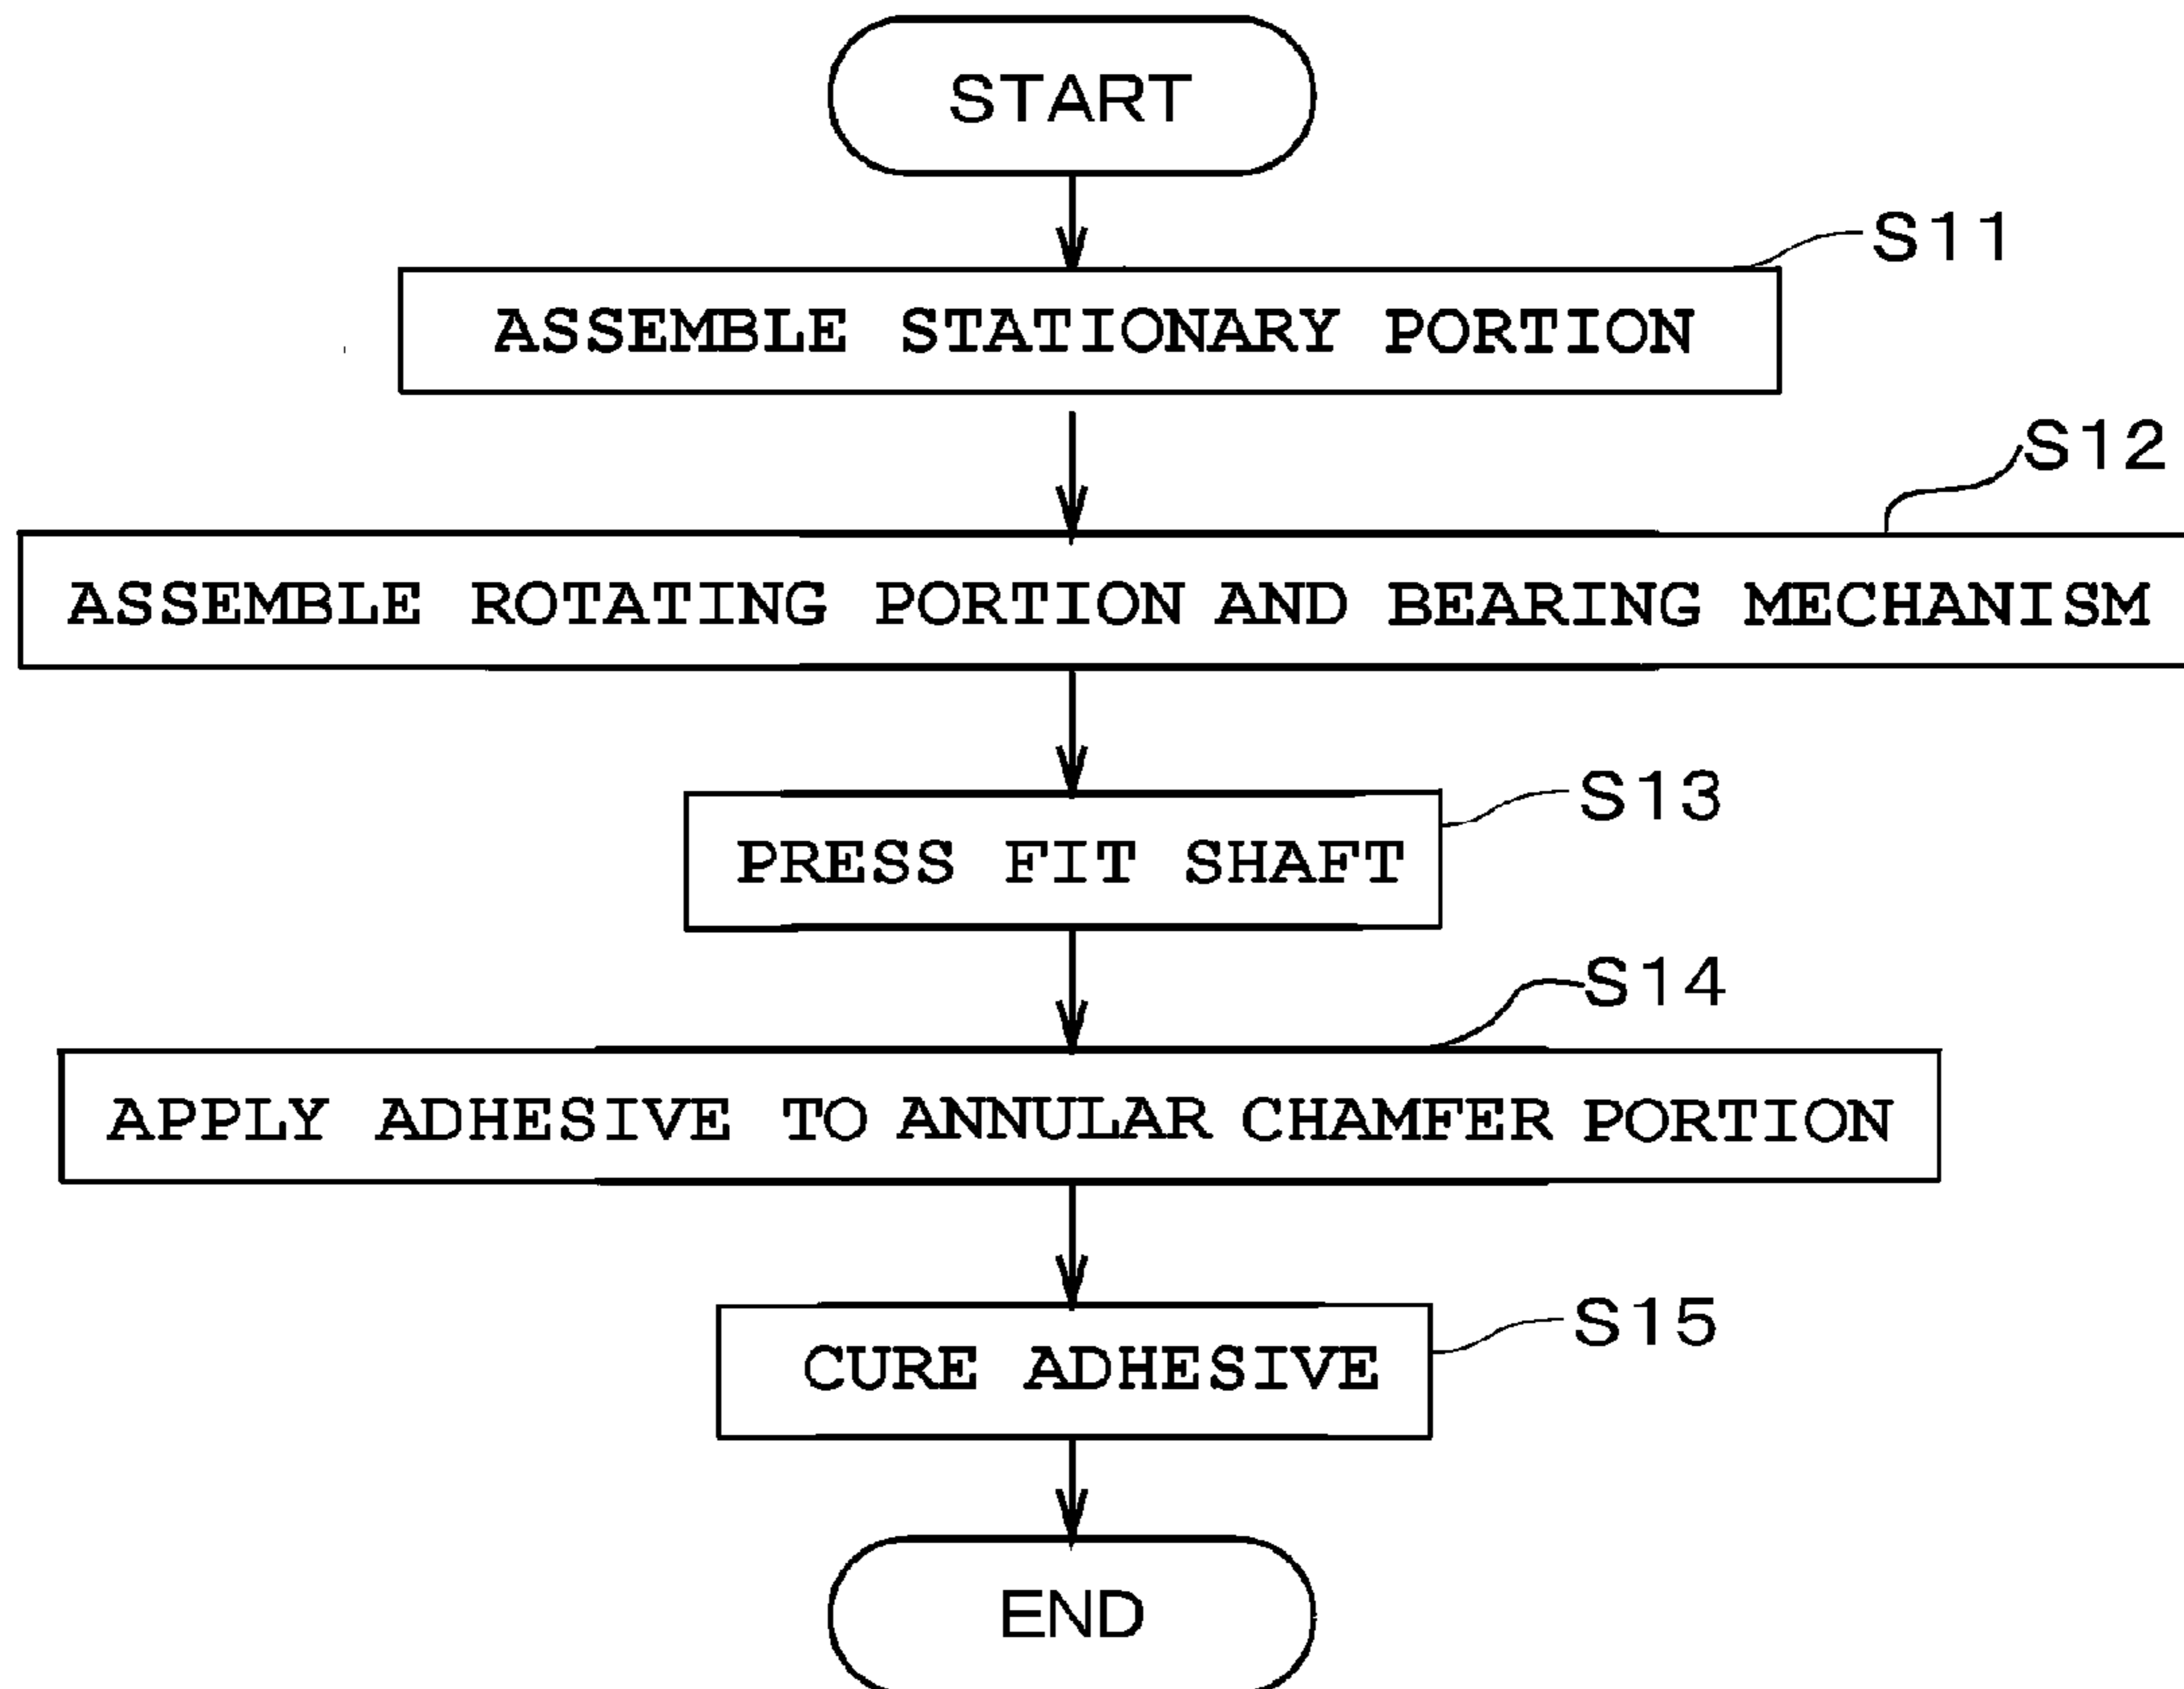 START
S11
ASSEMBLE STATIONARY PORTION
S12
ASSEMBLE ROTATING PORTION AND BEARING MECHANISM
S13
PRESS FIT SHAFT
S14
APPLY ADHESIVE TO ANNULAR CHAMFER PORTION
S15
CURE ADHESIVE
END